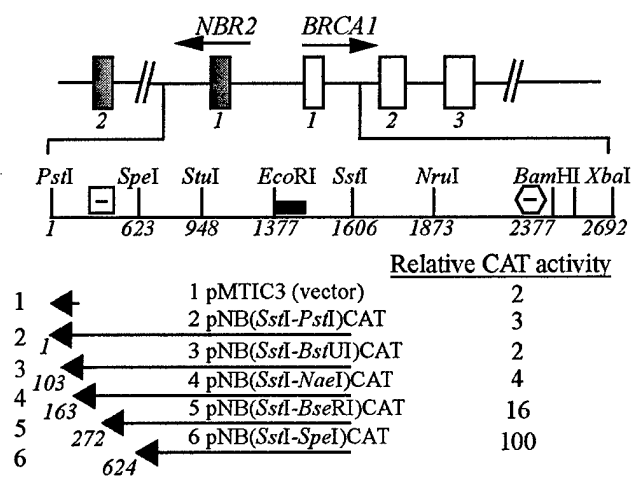 NBR2 BRCA1
2 1 1 2 3
PstI SpeI StuI EcoRI SstI NruI BamHI XbaI
1 623 948 1377 1606 1873 2377 2692
Relative CAT activity
1 1 pMTIC3 (vector) 2
2 2 pNB(SstI-PstI)CAT 3
1
3 3 pNB(SstI-BstUI)CAT 2
103
4 4 pNB(SstI-NaeI)CAT 4
163
5 5 pNB(SstI-BseRI)CAT 16
272
6 6 pNB(SstI-SpeI)CAT 100
624